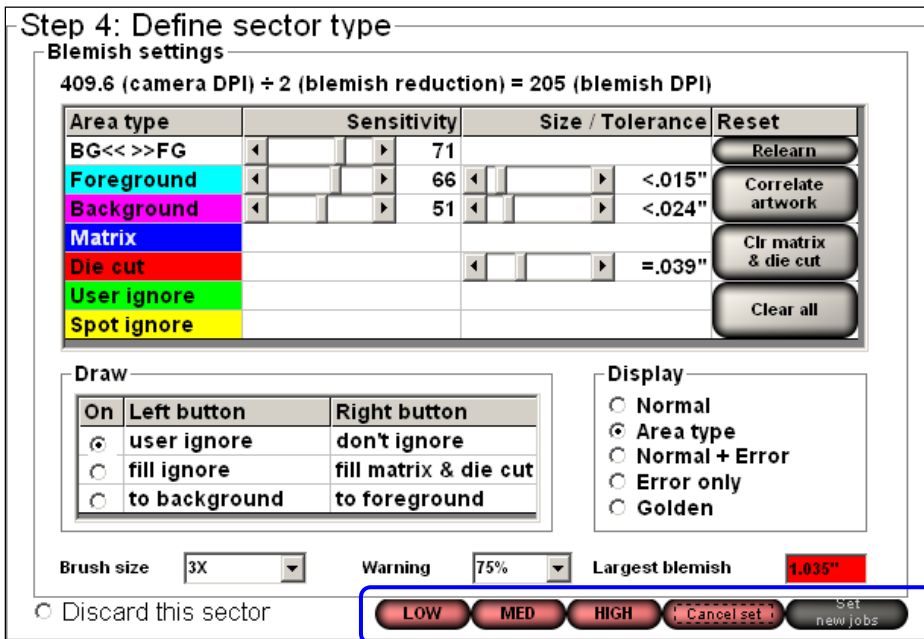 Step 4: Define sector type
Blemish settings
409.6 (camera DPI) ÷ 2 (blemish reduction) = 205 (blemish DPI)
Area type Sensitivity Size / Tolerance Reset
BG<< >>FG 71 Relearn
Foreground 66 <.015" Correlate artwork
Background 51 <.024"
Matrix Clr matrix & die cut
Die cut =.039"
User ignore Clear all
Spot ignore
Draw
On Left button Right button
user ignore don't ignore
fill ignore fill matrix & die cut
to background to foreground
Display
Normal
Area type
Normal + Error
Error only
Golden
Brush size 3X Warning 75% Largest blemish 1.035"
Discard this sector LOW MED HIGH Cancel set Set new jobs